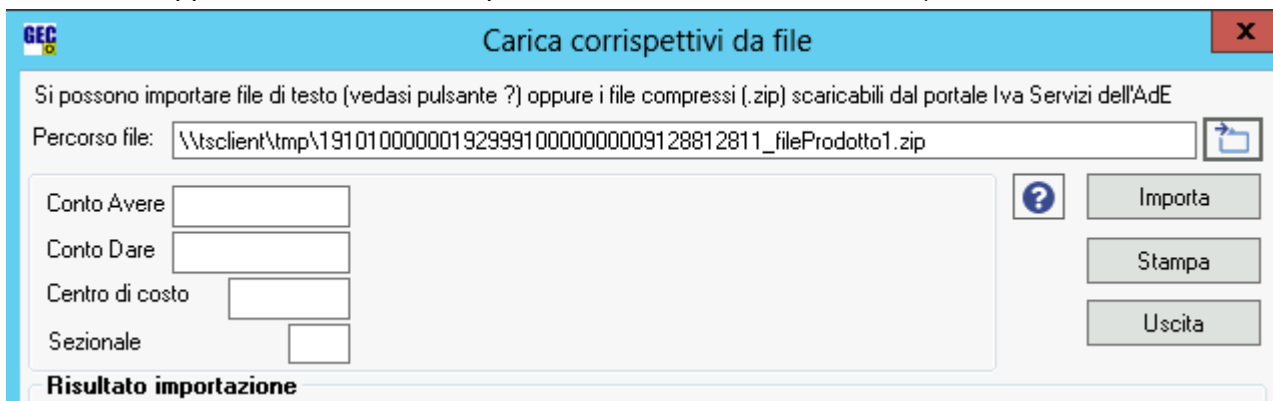 GEC
Carica corrispettivi da file
x
Si possono importare file di testo (vedasi pulsante ?) oppure i file compressi (.zip) scaricabili dal portale Iva Servizi dell'AdE
Percorso file: \\tsclient\tmp\19101000000192999100000000009128812811_fileProdotto1.zip
Conto Avere
?
Importa
Conto Dare
Stampa
Centro di costo
Uscita
Sezionale
Risultato importazione